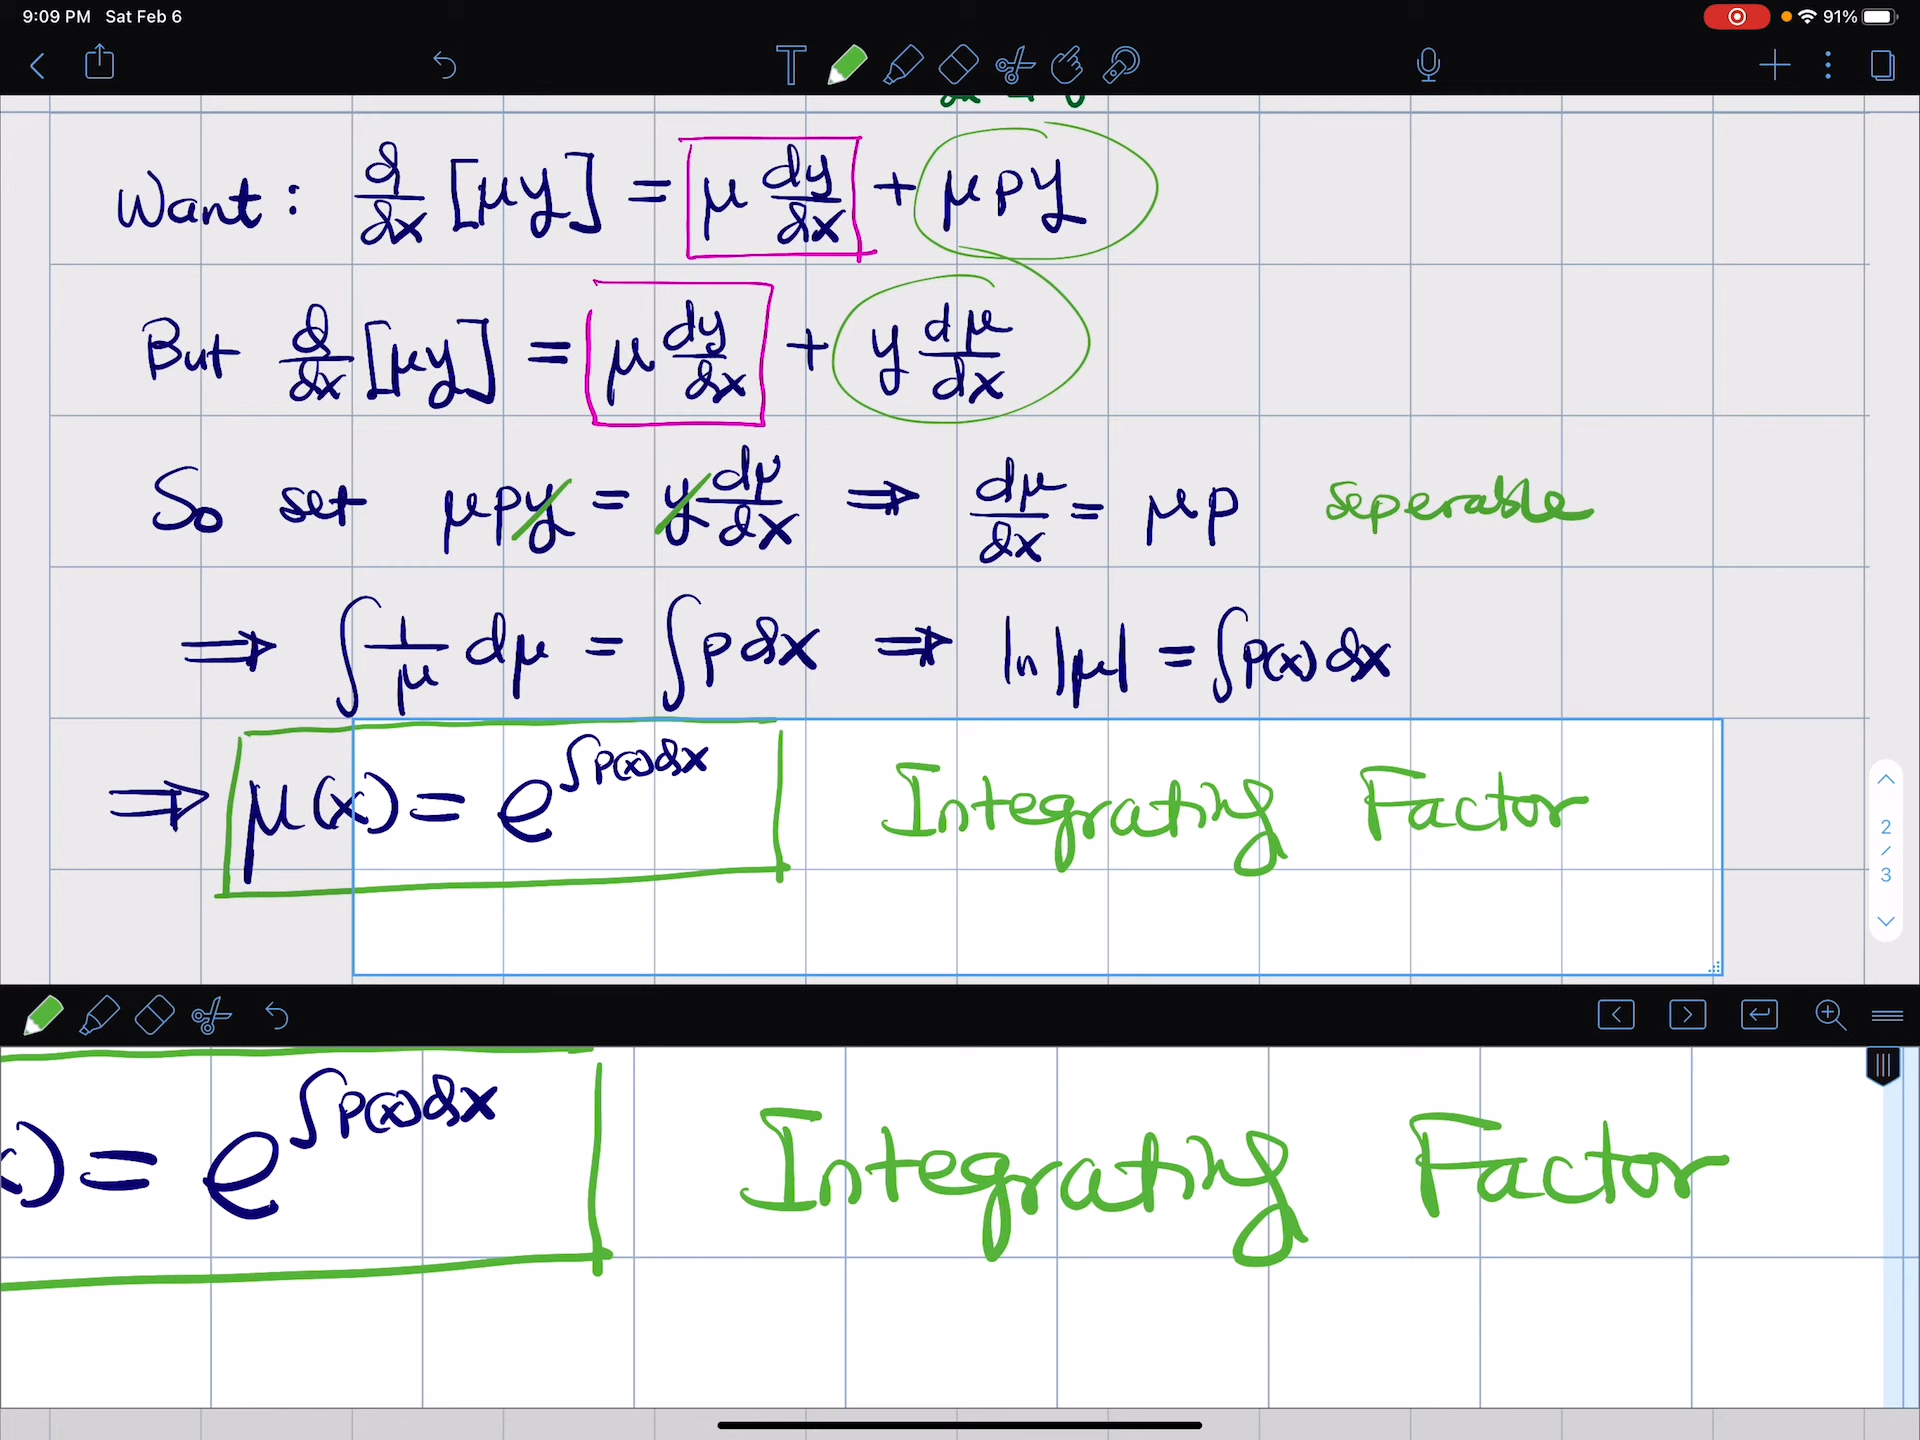 9:09 PM Sat Feb 6 91%
Want: d/dx [μy] = μ dy/dx + μpy
But d/dx [μy] = μ dy/dx + y dμ/dx
So set μpy = y dμ/dx ⇒ dμ/dx = μp seperable
⇒ ∫ 1/μ dμ = ∫ p dx ⇒ ln|μ| = ∫p(x) dx
⇒ μ(x) = e^∫p(x)dx Integrating Factor
2/3
x) = e^∫p(x)dx Integrating Factor